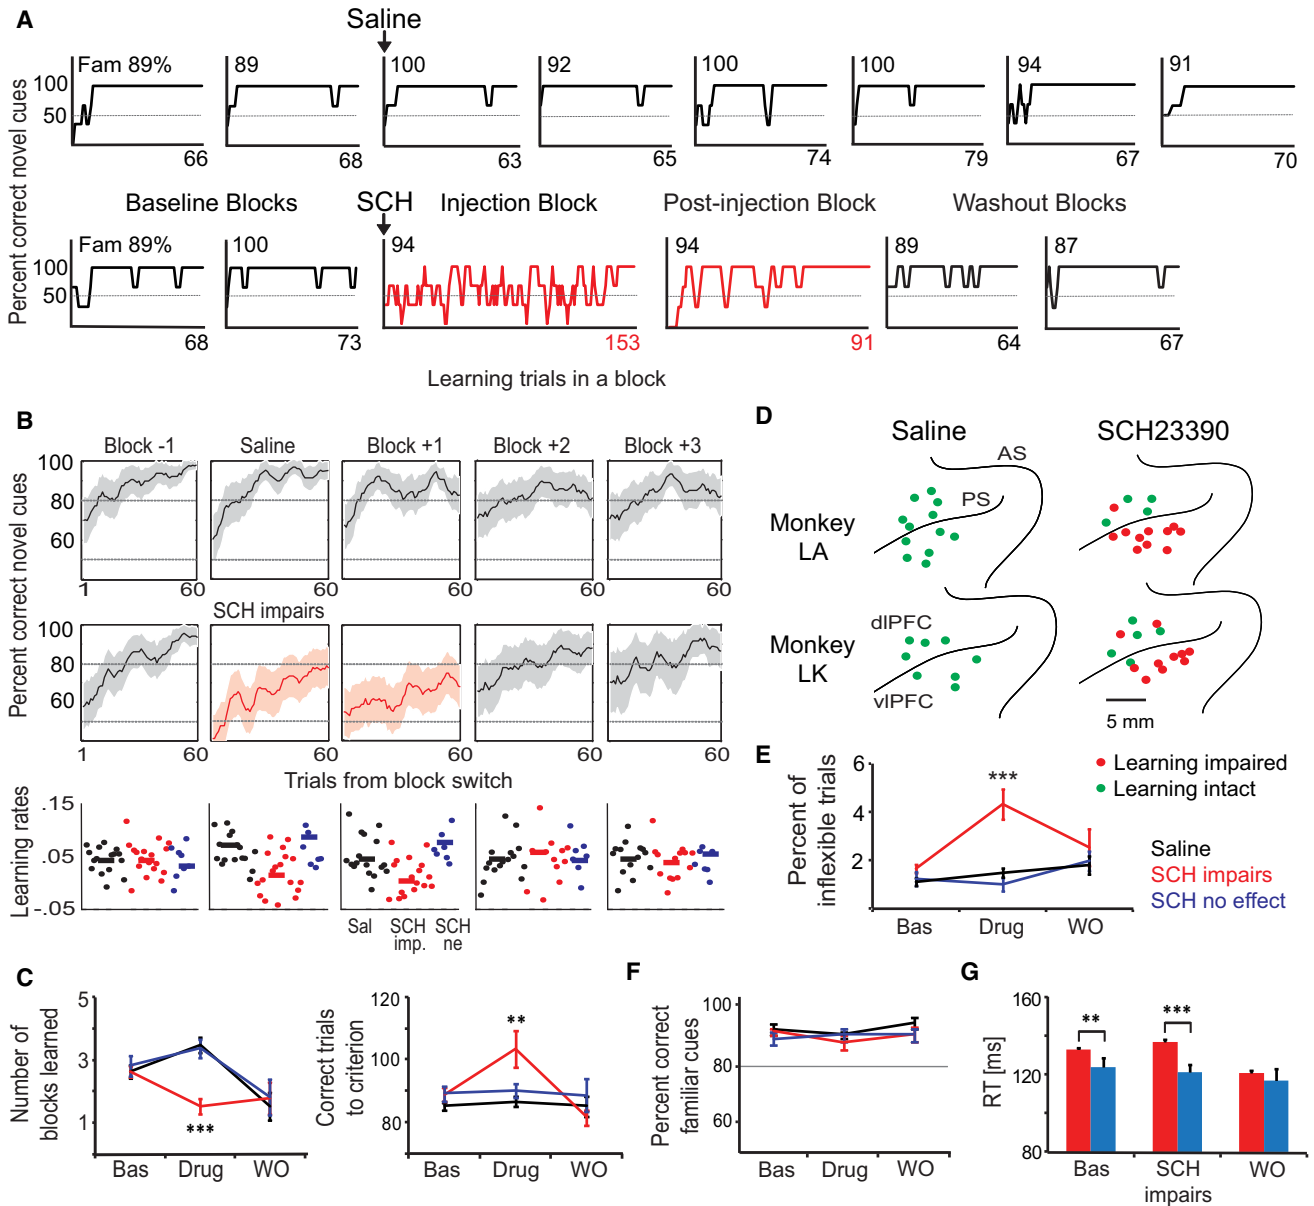 A
Saline
Percent correct novel cues
100
50
Fam 89%
89
100
92
100
100
94
91
66
68
63
65
74
79
67
70
Baseline Blocks
SCH
Injection Block
Post-injection Block
Washout Blocks
100
50
Fam 89%
100
94
94
89
87
68
73
153
91
64
67
Learning trials in a block
B
Block -1
Saline
Block +1
Block +2
Block +3
Percent correct novel cues
100
80
60
1
60
60
60
60
60
SCH impairs
100
80
60
1
60
60
60
60
60
Trials from block switch
Learning rates
.15
.05
-.05
Sal
SCH imp.
SCH ne
C
Number of
blocks learned
5
3
1
***
Bas
Drug
WO
Correct trials
to criterion
120
100
80
**
Bas
Drug
WO
D
Saline
SCH23390
AS
PS
Monkey
LA
dlPFC
Monkey
LK
vlPFC
5 mm
Learning impaired
Learning intact
E
Percent of
inflexible trials
6
4
2
***
Bas
Drug
WO
Saline
SCH impairs
SCH no effect
F
Percent correct
familiar cues
100
80
60
Bas
Drug
WO
G
RT [ms]
160
120
80
**
***
Bas
SCH
impairs
WO